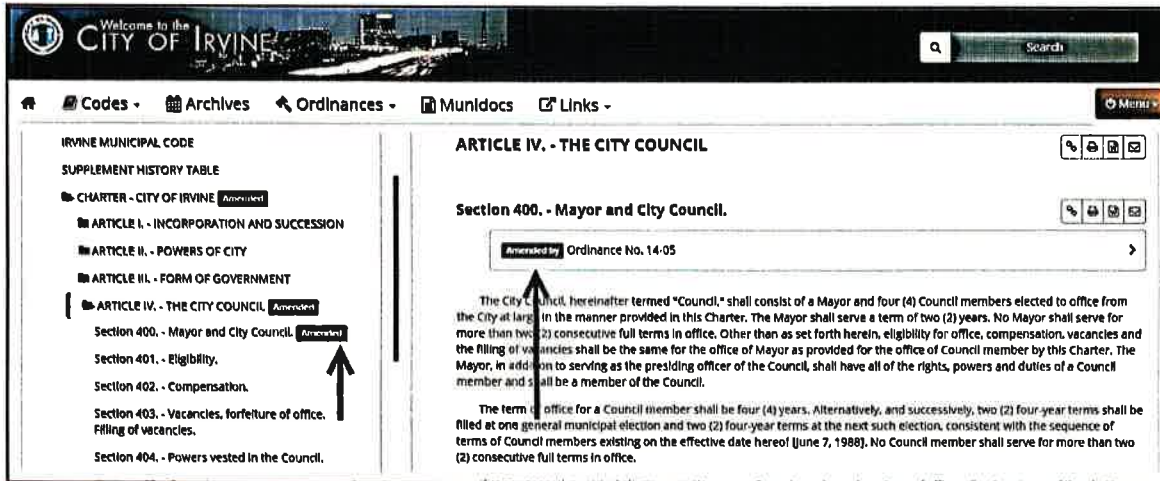 Welcome to the
CITY OF IRVINE
Search
Codes
Archives
Ordinances
Munidocs
Links
Menu
IRVINE MUNICIPAL CODE
SUPPLEMENT HISTORY TABLE
CHARTER - CITY OF IRVINE Amended
ARTICLE I. - INCORPORATION AND SUCCESSION
ARTICLE II. - POWERS OF CITY
ARTICLE III. - FORM OF GOVERNMENT
ARTICLE IV. - THE CITY COUNCIL Amended
Section 400. - Mayor and City Council. Amended
Section 401. - Eligibility.
Section 402. - Compensation.
Section 403. - Vacancies, forfeiture of office.
Filling of vacancies.
Section 404. - Powers vested in the Council.
ARTICLE IV. - THE CITY COUNCIL
Section 400. - Mayor and City Council.
Amended by Ordinance No. 14-05
The City Council, hereinafter termed "Council," shall consist of a Mayor and four (4) Council members elected to office from
the City at large in the manner provided in this Charter. The Mayor shall serve a term of two (2) years. No Mayor shall serve for
more than two (2) consecutive full terms in office. Other than as set forth herein, eligibility for office, compensation, vacancies and
the filling of vacancies shall be the same for the office of Mayor as provided for the office of Council member by this Charter. The
Mayor, in addition to serving as the presiding officer of the Council, shall have all of the rights, powers and duties of a Council
member and shall be a member of the Council.
The term of office for a Council member shall be four (4) years. Alternatively, and successively, two (2) four-year terms shall be
filled at one general municipal election and two (2) four-year terms at the next such election, consistent with the sequence of
terms of Council members existing on the effective date hereof [June 7, 1988]. No Council member shall serve for more than two
(2) consecutive full terms in office.